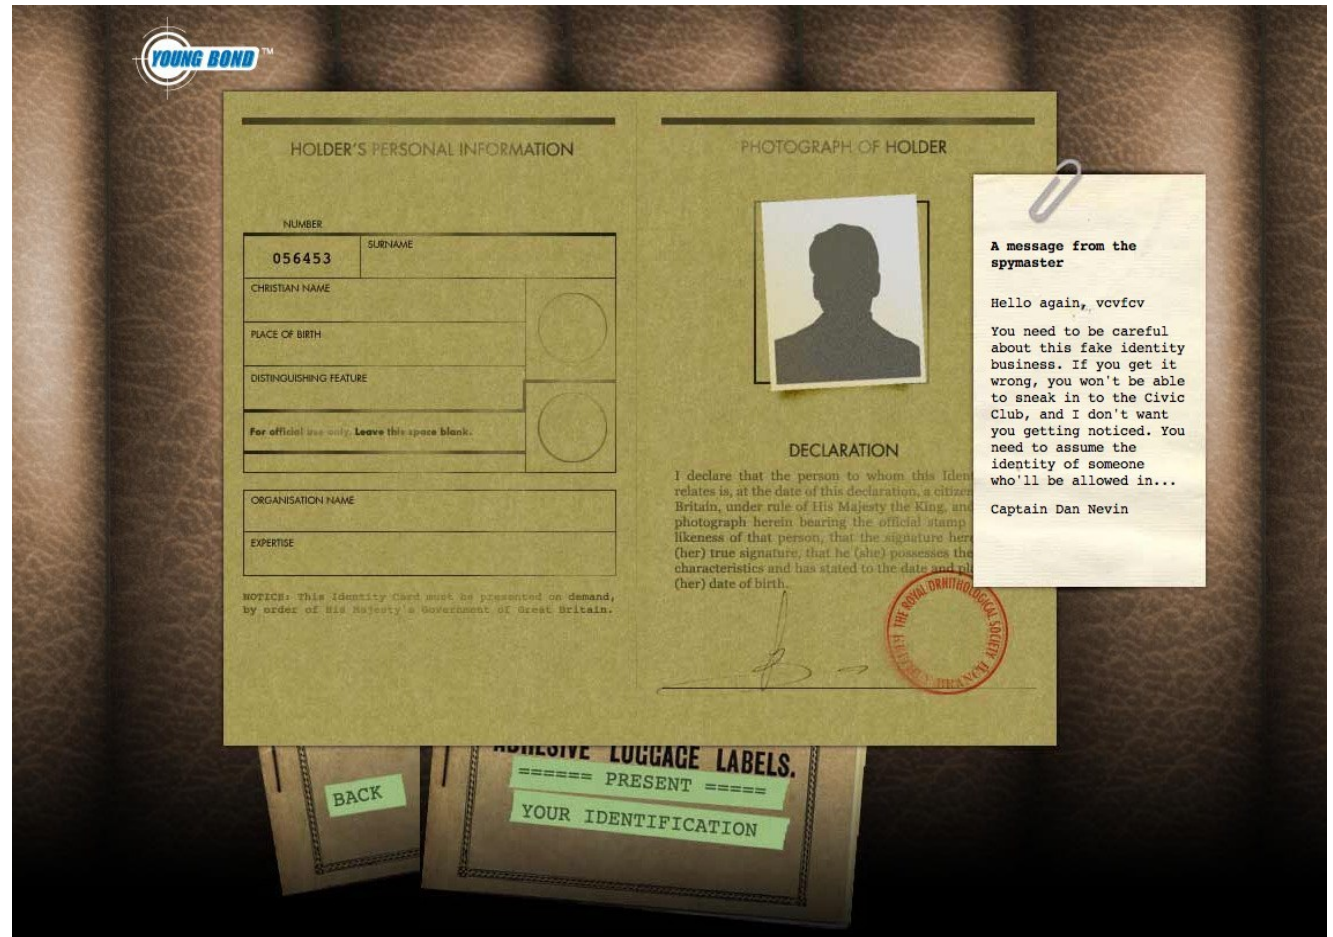 YOUNG BOND ™
HOLDER'S PERSONAL INFORMATION
NUMBER
056453
SURNAME
CHRISTIAN NAME
PLACE OF BIRTH
DISTINGUISHING FEATURE
For official use only. Leave this space blank.
ORGANISATION NAME
EXPERTISE
NOTICE: This Identity Card must be presented on demand,
by order of His Majesty's Government of Great Britain.
PHOTOGRAPH OF HOLDER
DECLARATION
I declare that the person to whom this Iden
relates is, at the date of this declaration, a citizen
Britain, under rule of His Majesty the King, and
photograph herein bearing the official stamp
likeness of that person, that the signature here
(her) true signature, that he (she) possesses the
characteristics and has stated to the date and pl
(her) date of birth.
THE ROYAL ORNITHOLOGICAL SOCIETY
BRANCH
A message from the
spymaster
Hello again, vcvfcv
You need to be careful
about this fake identity
business. If you get it
wrong, you won't be able
to sneak in to the Civic
Club, and I don't want
you getting noticed. You
need to assume the
identity of someone
who'll be allowed in...
Captain Dan Nevin
ADHESIVE LUGGAGE LABELS.
====== PRESENT =====
YOUR IDENTIFICATION
BACK